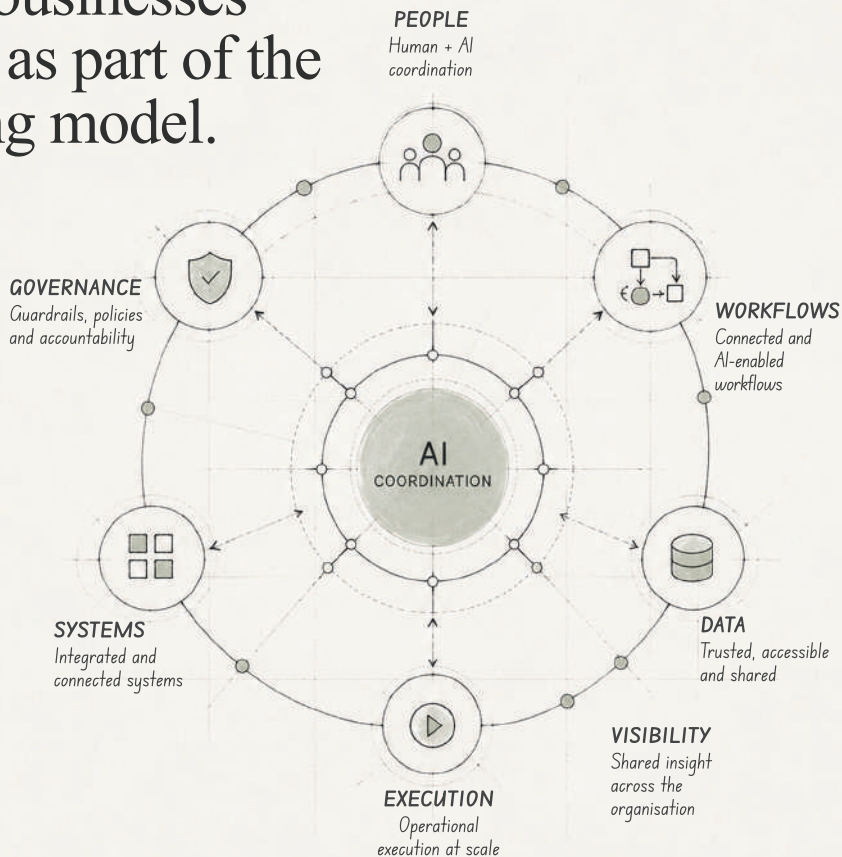 businesses
as part of the
model.
PEOPLE
Human + AI
coordination
GOVERNANCE
Guardrails, policies
and accountability
WORKFLOWS
Connected and
AI-enabled
workflows
AI
COORDINATION
SYSTEMS
Integrated and
connected systems
DATA
Trusted, accessible
and shared
VISIBILITY
Shared insight
across the
organisation
EXECUTION
Operational
execution at scale